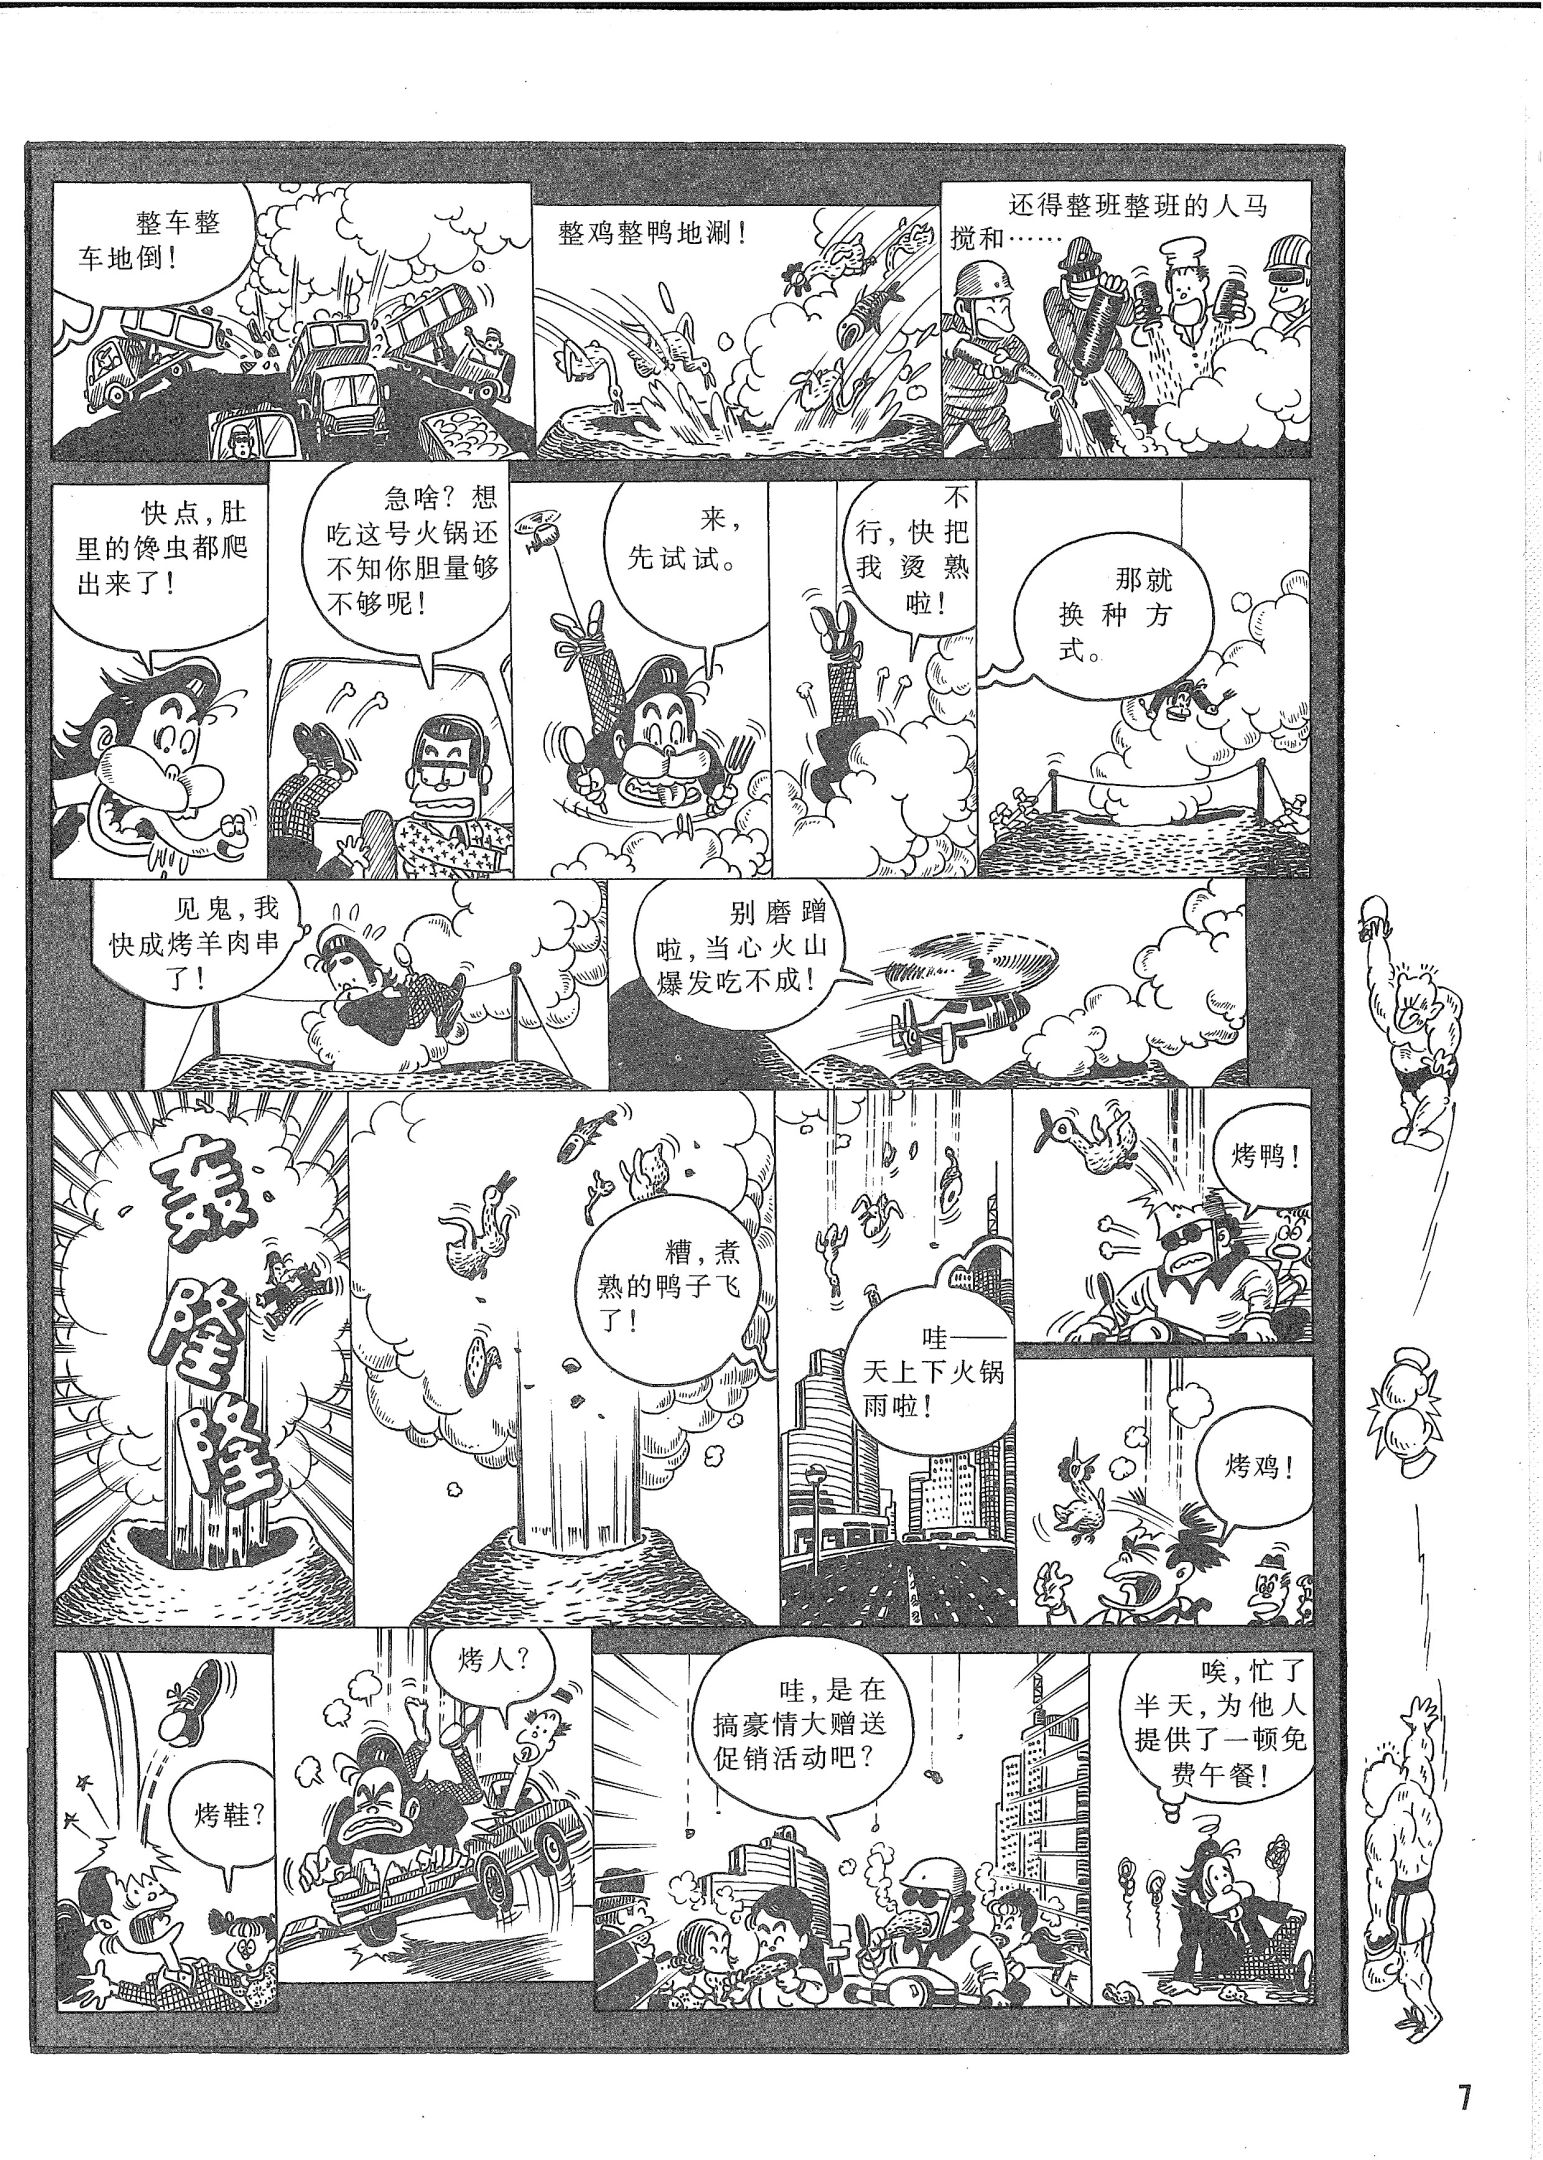 整车整
车地倒！
整鸡整鸭地涮！
还得整班整班的人马
搅和……
快点，肚
里的馋虫都爬
出来了！
急啥？想
吃这号火锅还
不知你胆量够
不够呢！
来，
先试试。
不
行，快把
我烫熟
啦！
那就
换种方
式。
见鬼，我
快成烤羊肉串
了！
别磨蹭
啦，当心火山
爆发吃不成！
轰
隆
隆
糟，煮
熟的鸭子飞
了！
哇——
天上下火锅
雨啦！
烤鸭！
烤鸡！
烤鞋？
烤人？
哇，是在
搞豪情大赠送
促销活动吧？
唉，忙了
半天，为他人
提供了一顿免
费午餐！
7